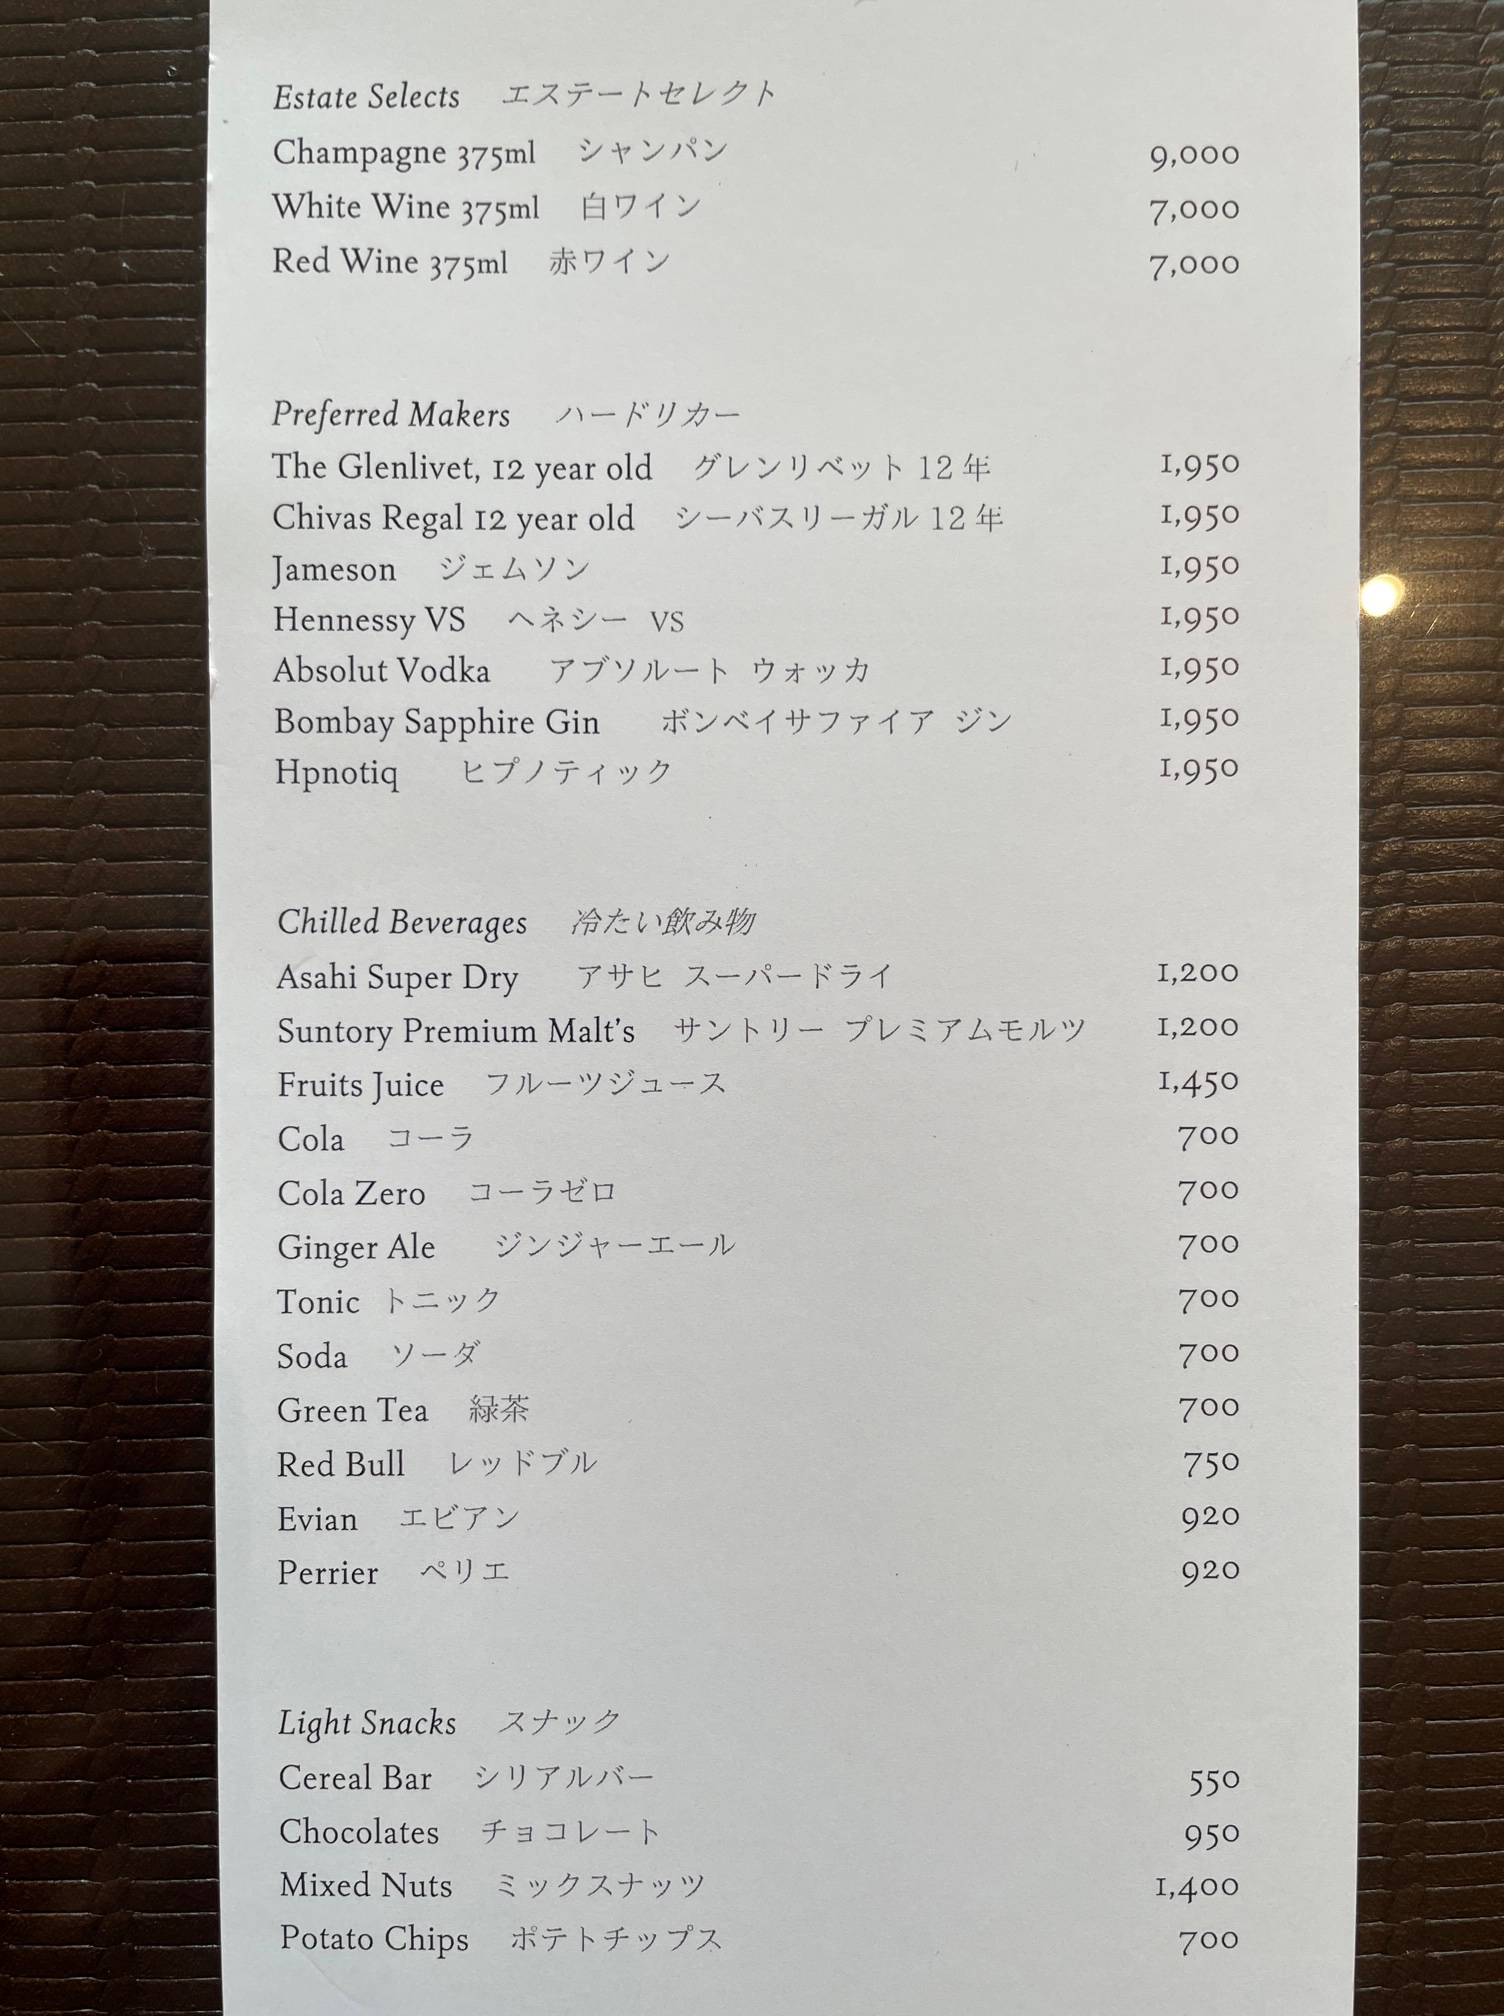 Estate Selects エステートセレクト
Champagne 375ml シャンパン 9,000
White Wine 375ml 白ワイン 7,000
Red Wine 375ml 赤ワイン 7,000
Preferred Makers ハードリカー
The Glenlivet, 12 year old グレンリベット 12 年 1,950
Chivas Regal 12 year old シーバスリーガル 12 年 1,950
Jameson ジェムソン 1,950
Hennessy VS ヘネシー VS 1,950
Absolut Vodka アブソルート ウォッカ 1,950
Bombay Sapphire Gin ボンベイサファイア ジン 1,950
Hpnotiq ヒプノティック 1,950
Chilled Beverages 冷たい飲み物
Asahi Super Dry アサヒ スーパードライ 1,200
Suntory Premium Malt's サントリー プレミアムモルツ 1,200
Fruits Juice フルーツジュース 1,450
Cola コーラ 700
Cola Zero コーラゼロ 700
Ginger Ale ジンジャーエール 700
Tonic トニック 700
Soda ソーダ 700
Green Tea 緑茶 700
Red Bull レッドブル 750
Evian エビアン 920
Perrier ペリエ 920
Light Snacks スナック
Cereal Bar シリアルバー 550
Chocolates チョコレート 950
Mixed Nuts ミックスナッツ 1,400
Potato Chips ポテトチップス 700